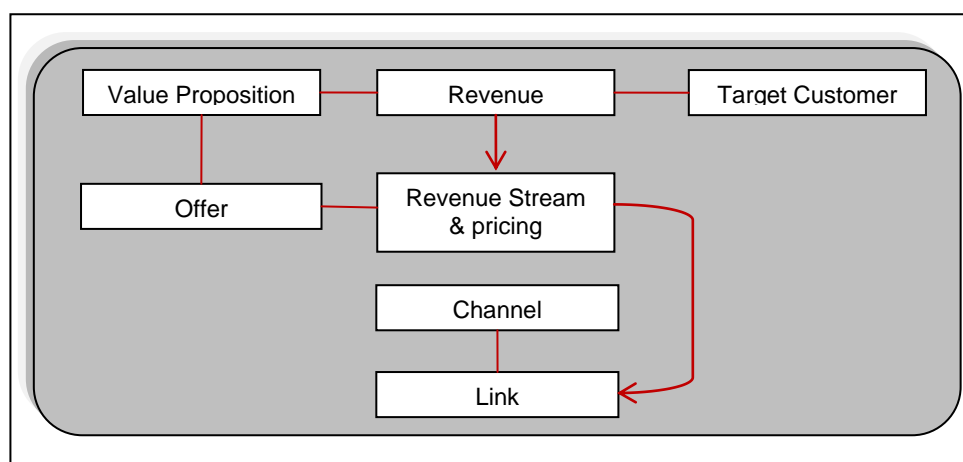 Value Proposition
Revenue
Target Customer
Offer
Revenue Stream
& pricing
Channel
Link